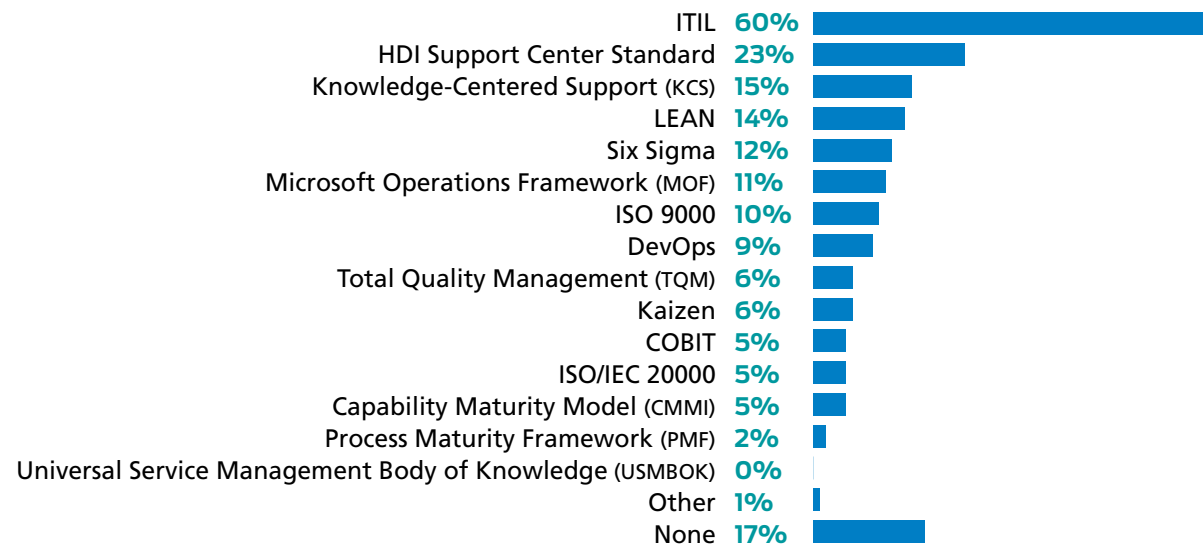 ITIL 60%
HDI Support Center Standard 23%
Knowledge-Centered Support (KCS) 15%
LEAN 14%
Six Sigma 12%
Microsoft Operations Framework (MOF) 11%
ISO 9000 10%
DevOps 9%
Total Quality Management (TQM) 6%
Kaizen 6%
COBIT 5%
ISO/IEC 20000 5%
Capability Maturity Model (CMMI) 5%
Process Maturity Framework (PMF) 2%
Universal Service Management Body of Knowledge (USMBOK) 0%
Other 1%
None 17%